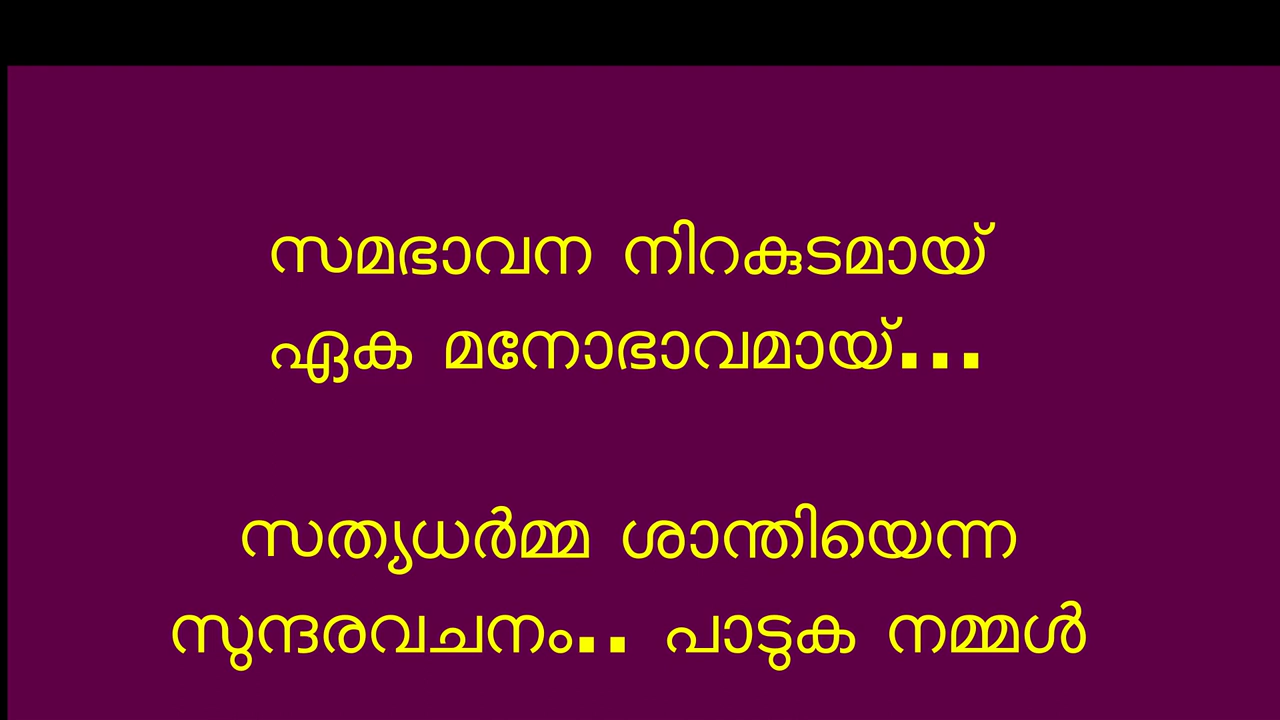 സമഭാവന നിറകുടമായ്
ഏക മനോഭാവമായ്...
സത്യധർമ്മ ശാന്തിയെന്ന
സുന്ദരവചനം.. പാടുക നമ്മൾ